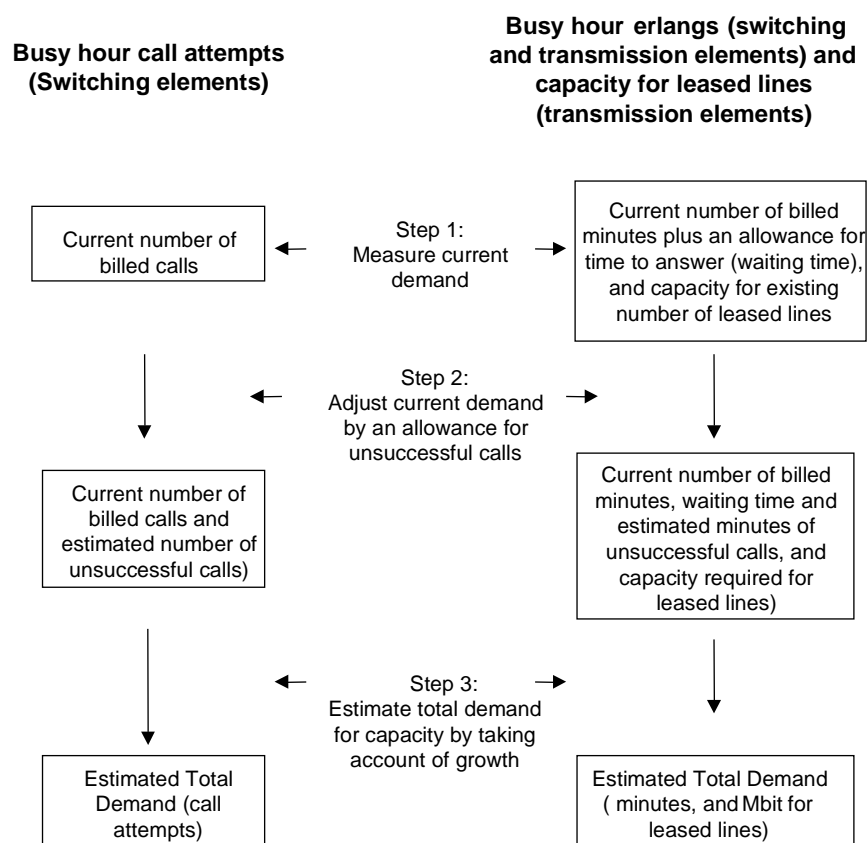 Busy hour call attempts
(Switching elements)
Busy hour erlangs (switching
and transmission elements) and
capacity for leased lines
(transmission elements)
Current number of
billed calls
Step 1:
Measure current
demand
Current number of billed
minutes plus an allowance for
time to answer (waiting time),
and capacity for existing
number of leased lines
Step 2:
Adjust current demand
by an allowance for
unsuccessful calls
Current number of
billed calls and
estimated number of
unsuccessful calls)
Current number of billed
minutes, waiting time and
estimated minutes of
unsuccessful calls, and
capacity required for
leased lines)
Step 3:
Estimate total demand
for capacity by taking
account of growth
Estimated Total
Demand (call
attempts)
Estimated Total Demand
( minutes, and Mbit for
leased lines)